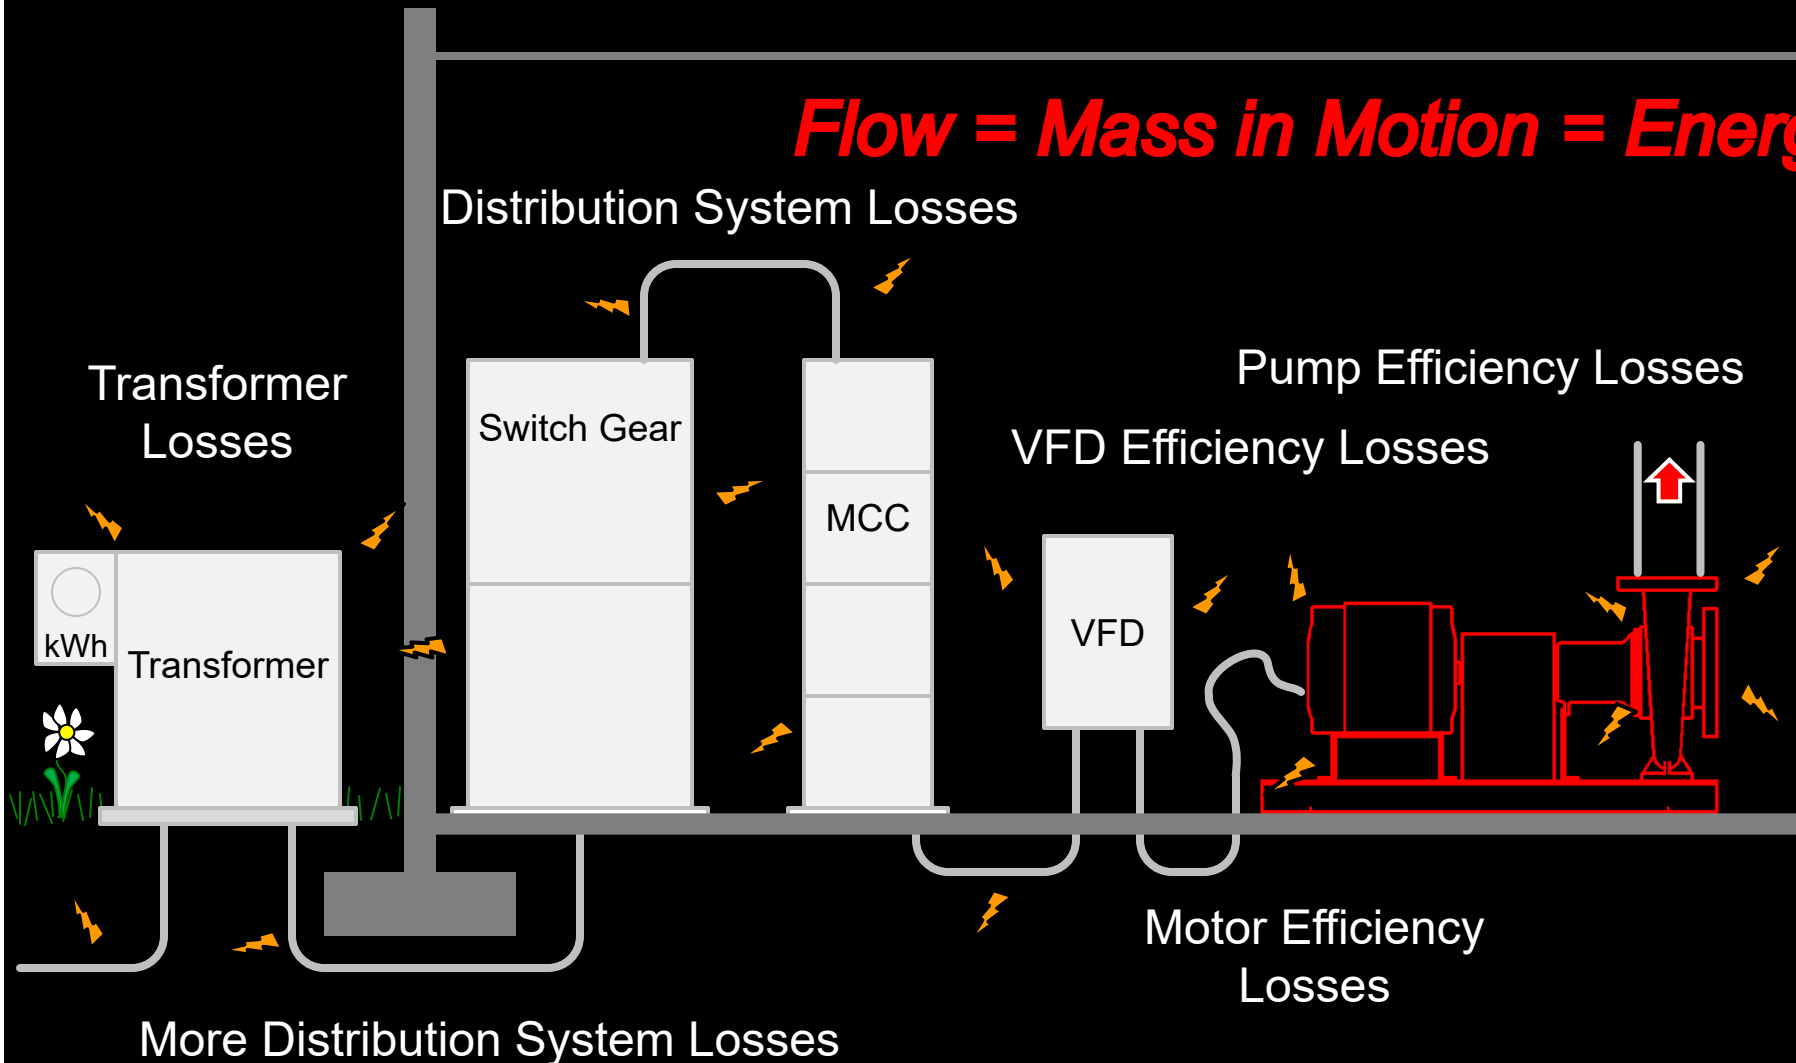 Flow = Mass in Motion = Energ
Distribution System Losses
Transformer
Losses
Pump Efficiency Losses
Switch Gear
VFD Efficiency Losses
MCC
kWh
Transformer
VFD
Motor Efficiency
Losses
More Distribution System Losses